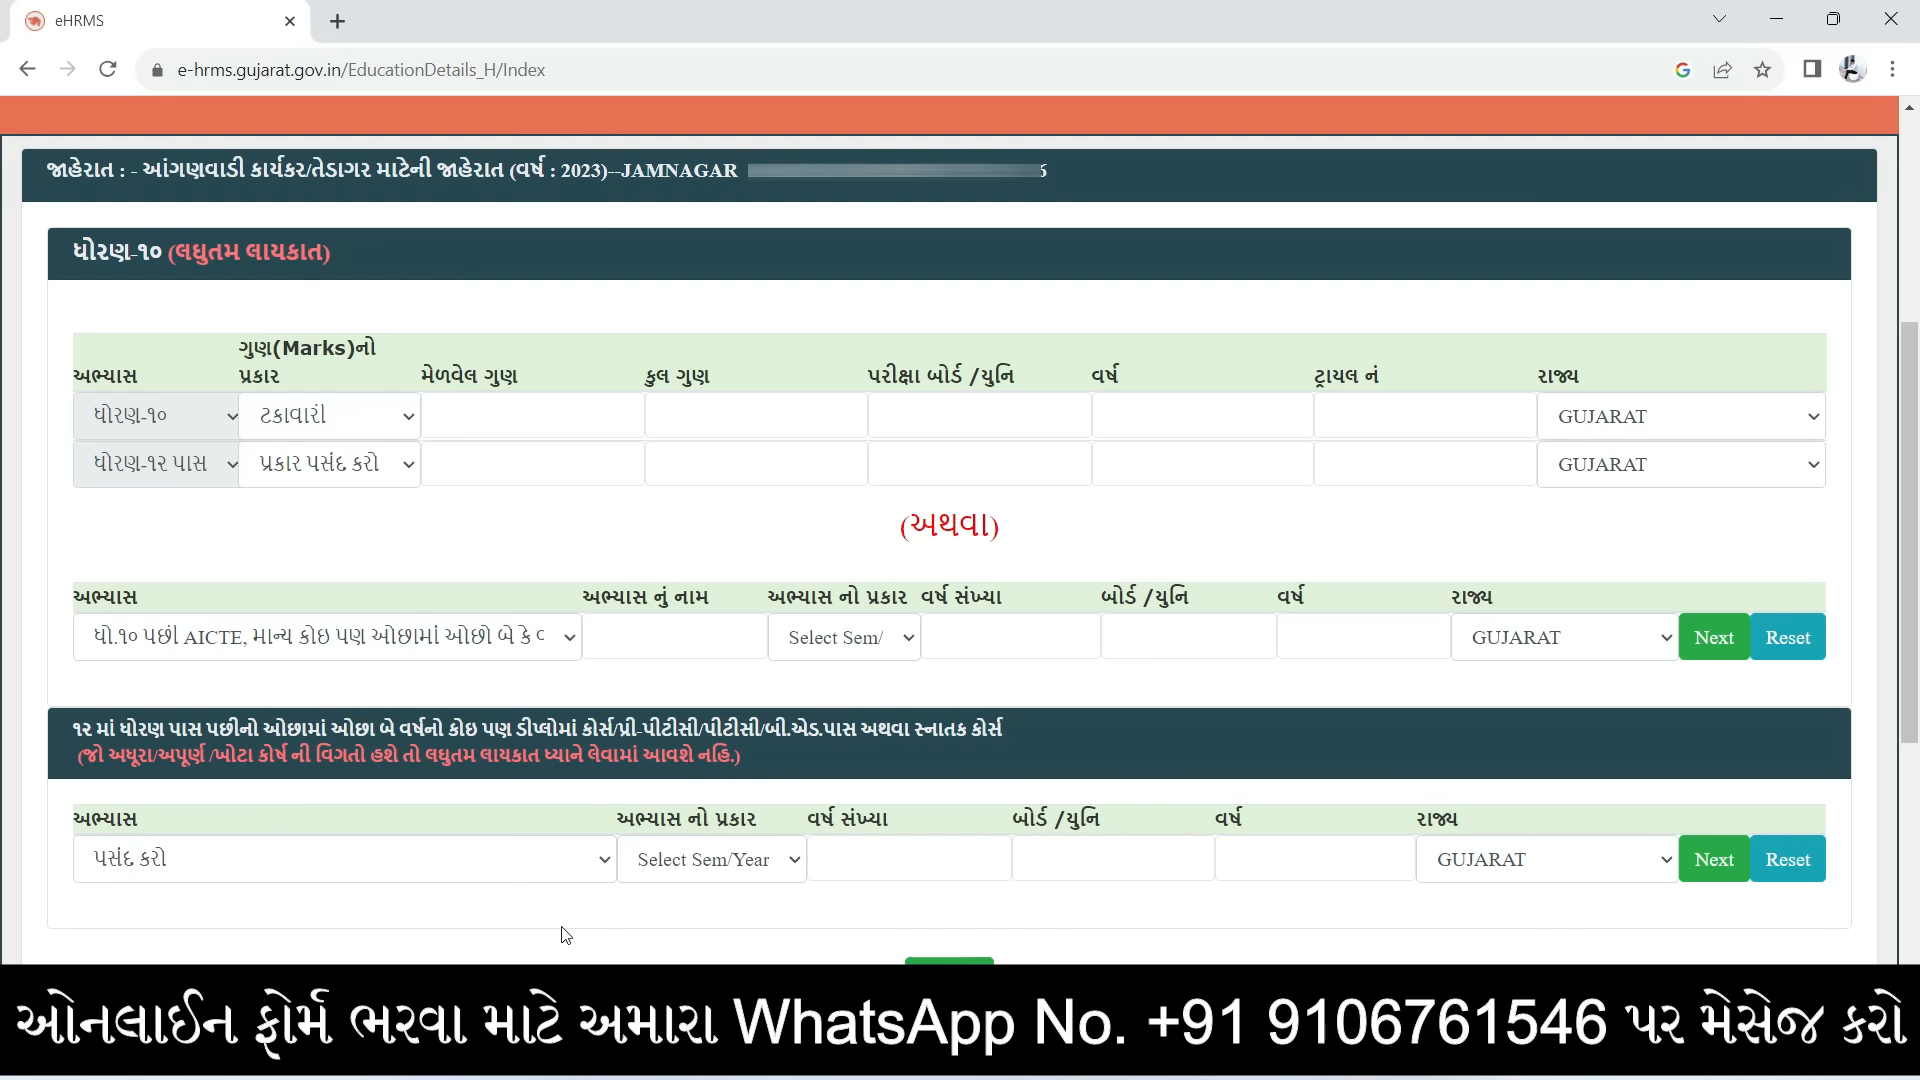 eHRMS
e-hrms.gujarat.gov.in/EducationDetails_H/Index
જાહેરાત : - આંગણવાડી કાર્યકર/તેડાગર માટેની જાહેરાત (વર્ષ : 2023)--JAMNAGAR
ધોરણ-૧૦ (લઘુતમ લાયકાત)
અભ્યાસ ગુણ(Marks)નો પ્રકાર મેળવેલ ગુણ કુલ ગુણ પરીક્ષા બોર્ડ /યુનિ વર્ષ ટ્રાયલ નં રાજ્ય
ધોરણ-૧૦ ટકાવારી GUJARAT
ધોરણ-૧૨ પાસ પ્રકાર પસંદ કરો GUJARAT
(અથવા)
અભ્યાસ અભ્યાસ નું નામ અભ્યાસ નો પ્રકાર વર્ષ સંખ્યા બોર્ડ /યુનિ વર્ષ રાજ્ય
ધો.૧૦ પછી AICTE, માન્ય કોઇ પણ ઓછામાં ઓછો બે કે Select Sem/ GUJARAT Next Reset
૧૨ માં ધોરણ પાસ પછીનો ઓછામાં ઓછા બે વર્ષનો કોઇ પણ ડીપ્લોમાં કોર્સ/પ્રી-પીટીસી/પીટીસી/બી.એડ.પાસ અથવા સ્નાતક કોર્સ
(જો અધૂરા/અપૂર્ણ /ખોટા કોર્ષ ની વિગતો હશે તો લઘુતમ લાયકાત ધ્યાને લેવામાં આવશે નહિ.)
અભ્યાસ અભ્યાસ નો પ્રકાર વર્ષ સંખ્યા બોર્ડ /યુનિ વર્ષ રાજ્ય
પસંદ કરો Select Sem/Year GUJARAT Next Reset
ઓનલાઈન ફોર્મ ભરવા માટે અમારા WhatsApp No. +91 9106761546 પર મેસેજ કરો